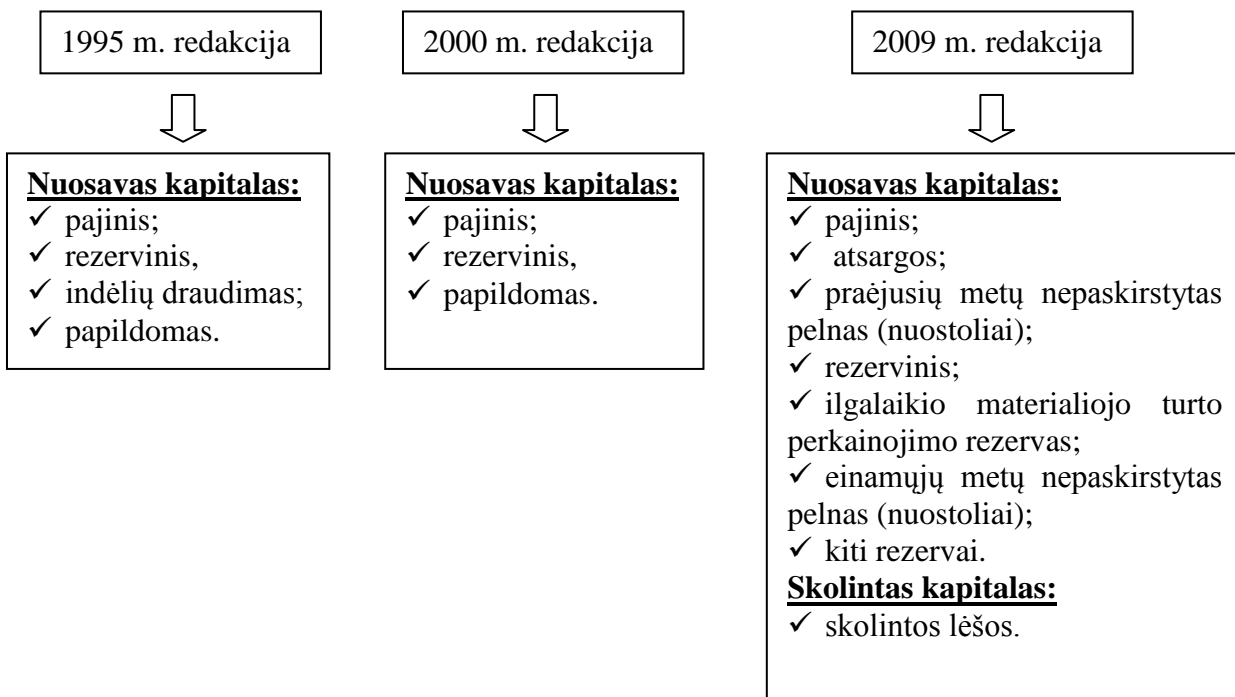 1995 m. redakcija
2000 m. redakcija
2009 m. redakcija
Nuosavas kapitalas:
✓ pajinis;
✓ rezervinis,
✓ indėlių draudimas;
✓ papildomas.
Nuosavas kapitalas:
✓ pajinis;
✓ rezervinis,
✓ papildomas.
Nuosavas kapitalas:
✓ pajinis;
✓ atsargos;
✓ praėjusių metų nepaskirstytas
pelnas (nuostoliai);
✓ rezervinis;
✓ ilgalaikio materialiojo turto
perkainojimo rezervas;
✓ einamųjų metų nepaskirstytas
pelnas (nuostoliai);
✓ kiti rezervai.
Skolintas kapitalas:
✓ skolintos lėšos.